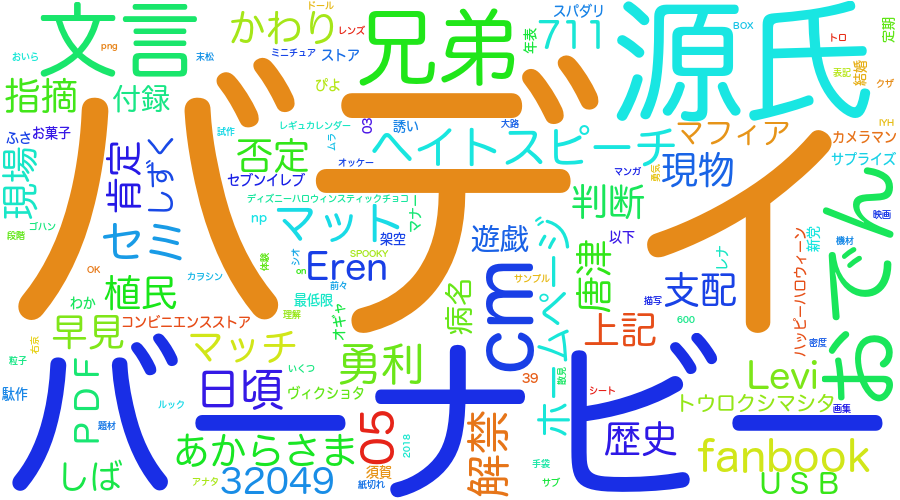 バディ
バーナビー
源氏
兄弟
文言
おでん
かわり
711
スパダリ
年表
レンズ
ドール
ミニチュア
ストア
png
末松
おいら
指摘
付録
ぴよ
BOX
トロ
定期
結婚
表記
クザ
IYH
カメラマン
サプライズ
マフィア
ヘイトスピーチ
誘い
大路
03
レギュカレンダー
ムラ
試作
ふさ
お菓子
否定
肯定
しずく
現場
セブンイレブ
オッケー
マンガ
勇気
現物
判断
ディズニーハロウィンスティックチョコ
np
マット
マナー
架空
遊戯
以下
唐津
ホームページ
新党
機材
映画
ハッピーハロウィーン
レナ
支配
描写
600
上記
サンプル
cm
病名
Eren
SPOOKY
シオ
on
前々
体験
最低限
理解
オギャ
カヲシン
セミ
ゴハン
段階
OK
植民
わか
コンビニエンスストア
早見
右京
粒子
マッチ
勇利
いくつ
ヴィクショタ
日頃
ルック
PDF
駄作
題材
05
39
散見
シート
Levi
密度
トウロクシマシタ
画集
歴史
fanbook
USB
解禁
手袋
サブ
2018
あからさま
須賀
紙切れ
32049
アナタ
しば